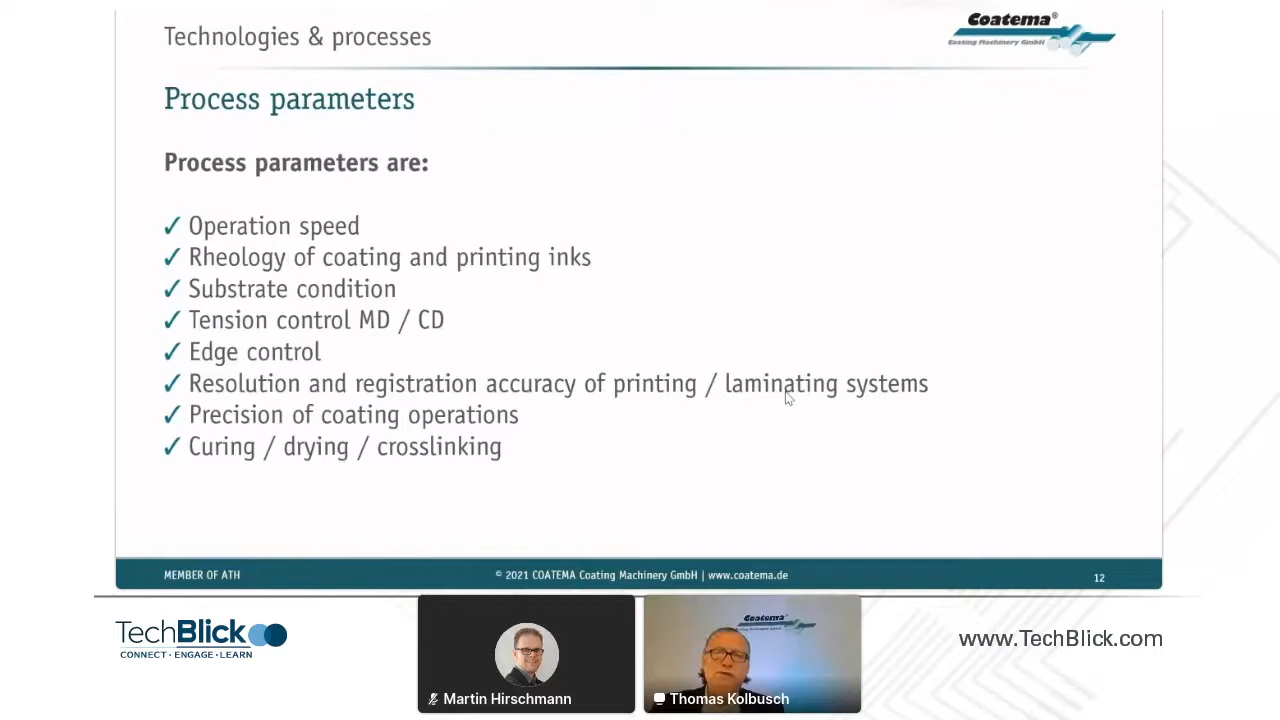 Technologies & processes
Coatema®
Coating Machinery GmbH
Process parameters
Process parameters are:
✓ Operation speed
✓ Rheology of coating and printing inks
✓ Substrate condition
✓ Tension control MD / CD
✓ Edge control
✓ Resolution and registration accuracy of printing / laminating systems
✓ Precision of coating operations
✓ Curing / drying / crosslinking
MEMBER OF ATH
© 2021 COATEMA Coating Machinery GmbH | www.coatema.de
12
TechBlick
CONNECT · ENGAGE · LEARN
Martin Hirschmann
Coatema
Thomas Kolbusch
www.TechBlick.com